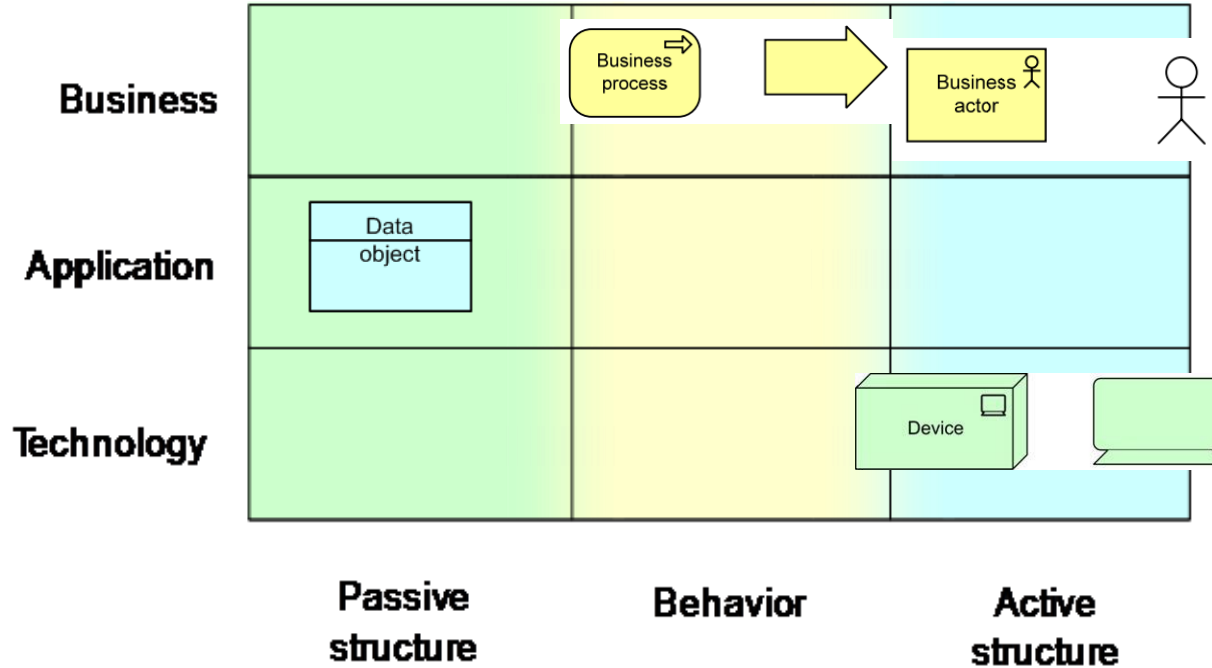 Business
process
Business
actor
Business
Data
object
Application
Device
Technology
Passive
structure
Behavior
Active
structure